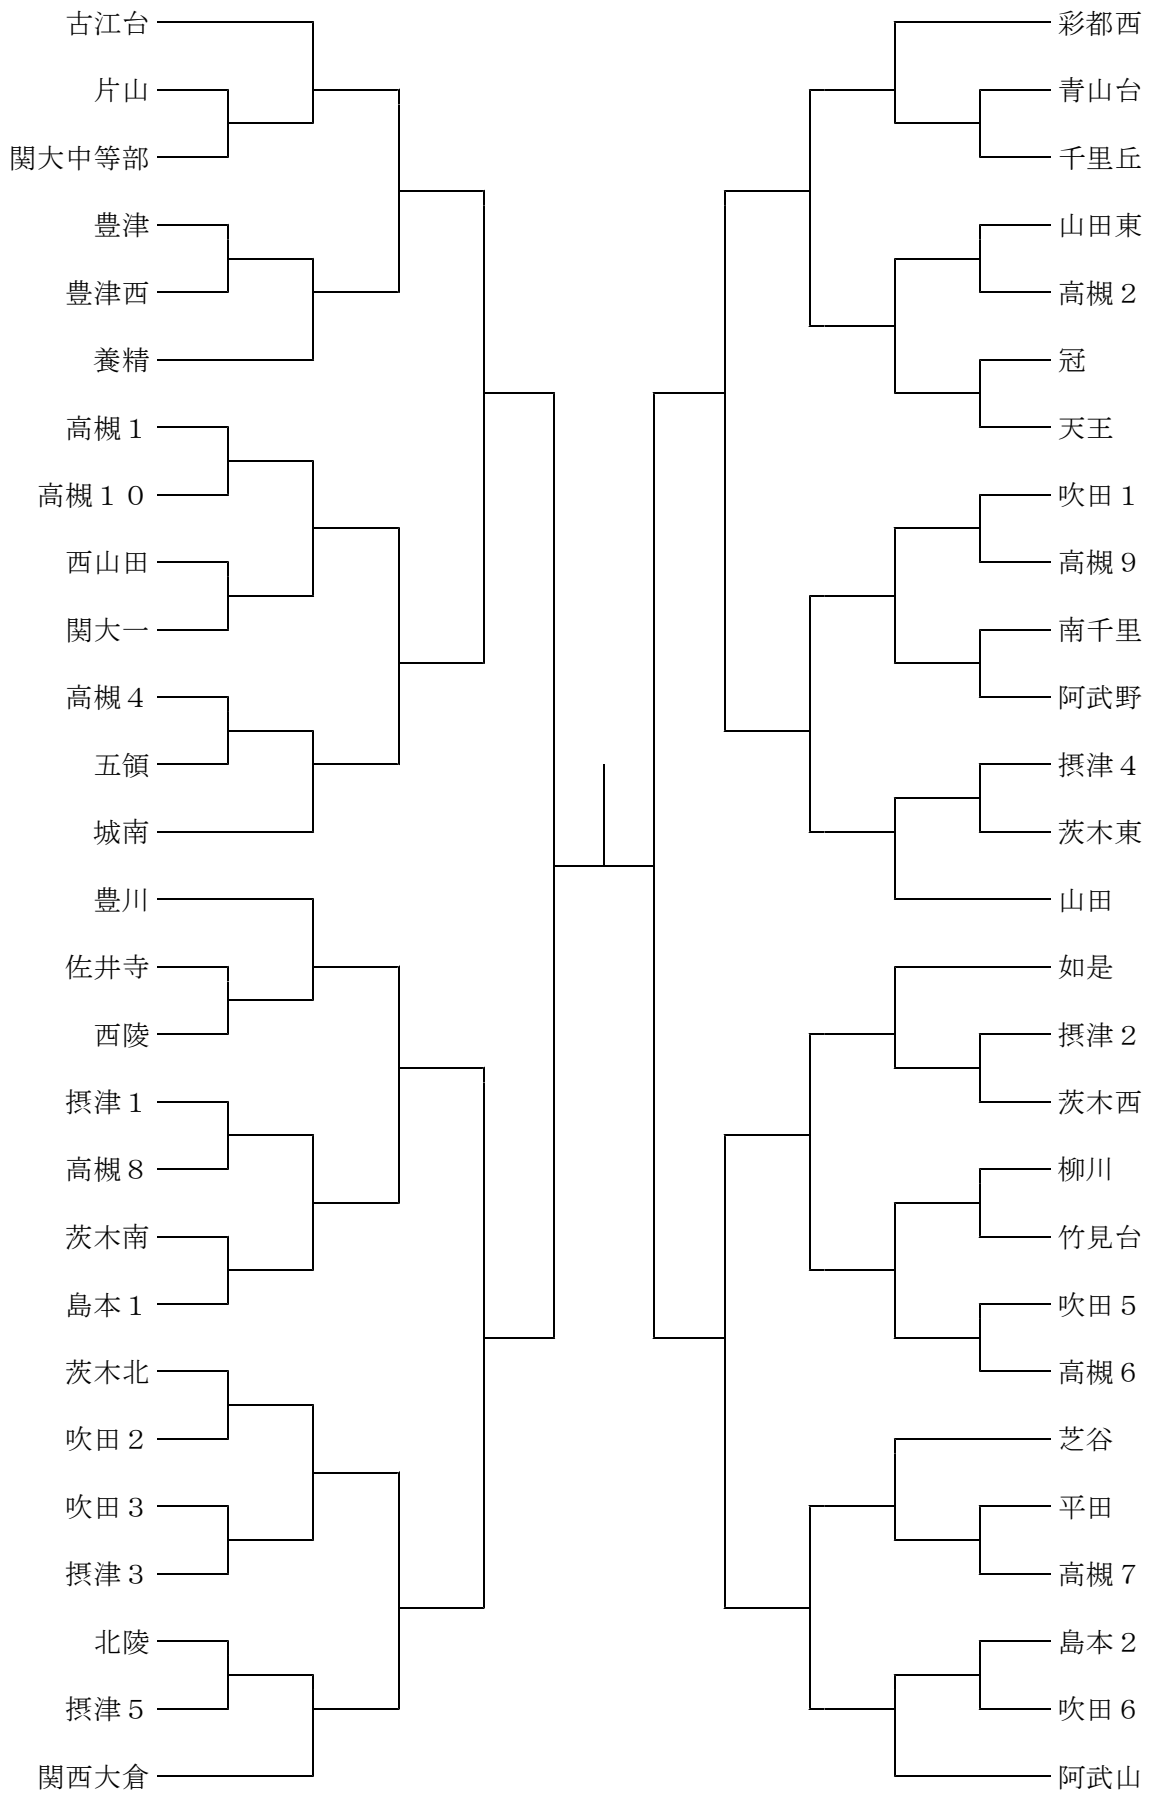 古江台
片山
関大中等部
豊津
豊津西
養精
高槻１
高槻１０
西山田
関大一
高槻４
五領
城南
豊川
佐井寺
西陵
摂津１
高槻８
茨木南
島本１
茨木北
吹田２
吹田３
摂津３
北陵
摂津５
関西大倉
彩都西
青山台
千里丘
山田東
高槻２
冠
天王
吹田１
高槻９
南千里
阿武野
摂津４
茨木東
山田
如是
摂津２
茨木西
柳川
竹見台
吹田５
高槻６
芝谷
平田
高槻７
島本２
吹田６
阿武山